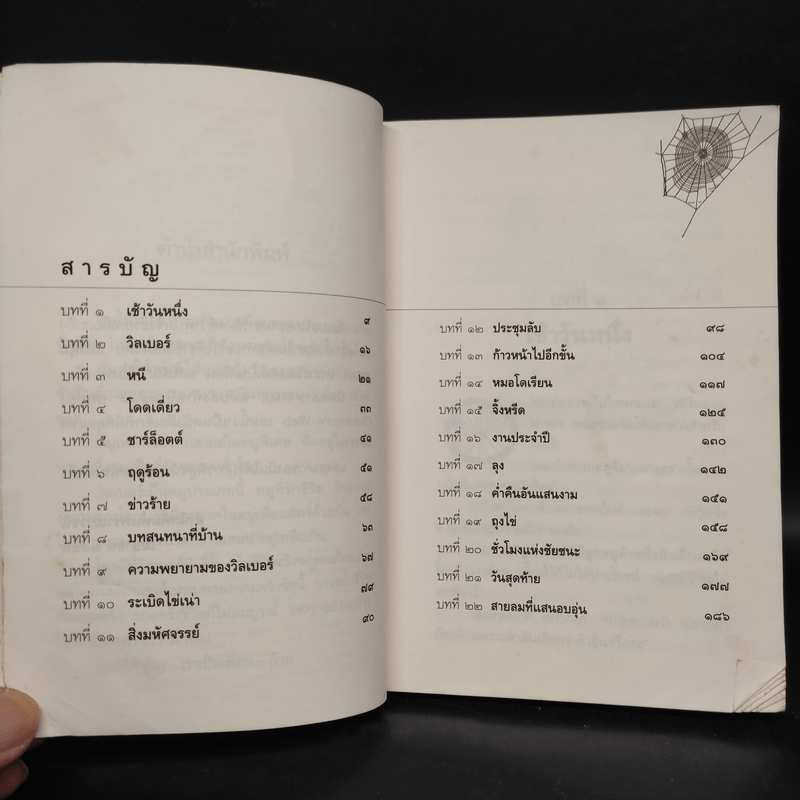 สารบัญ
บทที่ ๑ เช้าวันหนึ่ง ๙
บทที่ ๒ วิลเบอร์ ๑๖
บทที่ ๓ หนี ๒๑
บทที่ ๔ โดดเดี่ยว ๓๓
บทที่ ๕ ชาร์ล็อตต์ ๔๑
บทที่ ๖ ฤดูร้อน ๕๑
บทที่ ๗ ข่าวร้าย ๕๘
บทที่ ๘ บทสนทนาที่บ้าน ๖๓
บทที่ ๙ ความพยายามของวิลเบอร์ ๖๗
บทที่ ๑๐ ระเบิดไข่เน่า ๗๙
บทที่ ๑๑ สิ่งมหัศจรรย์ ๙๐
บทที่ ๑๒ ประชุมลับ ๙๘
บทที่ ๑๓ ก้าวหน้าไปอีกขั้น ๑๐๔
บทที่ ๑๔ หมอโดเรียน ๑๑๗
บทที่ ๑๕ จิ้งหรีด ๑๒๕
บทที่ ๑๖ งานประจำปี ๑๓๐
บทที่ ๑๗ ลุง ๑๔๒
บทที่ ๑๘ ค่ำคืนอันแสนงาม ๑๕๑
บทที่ ๑๙ ถุงไข่ ๑๕๘
บทที่ ๒๐ ชั่วโมงแห่งชัยชนะ ๑๖๙
บทที่ ๒๑ วันสุดท้าย ๑๗๗
บทที่ ๒๒ สายลมที่แสนอบอุ่น ๑๘๖